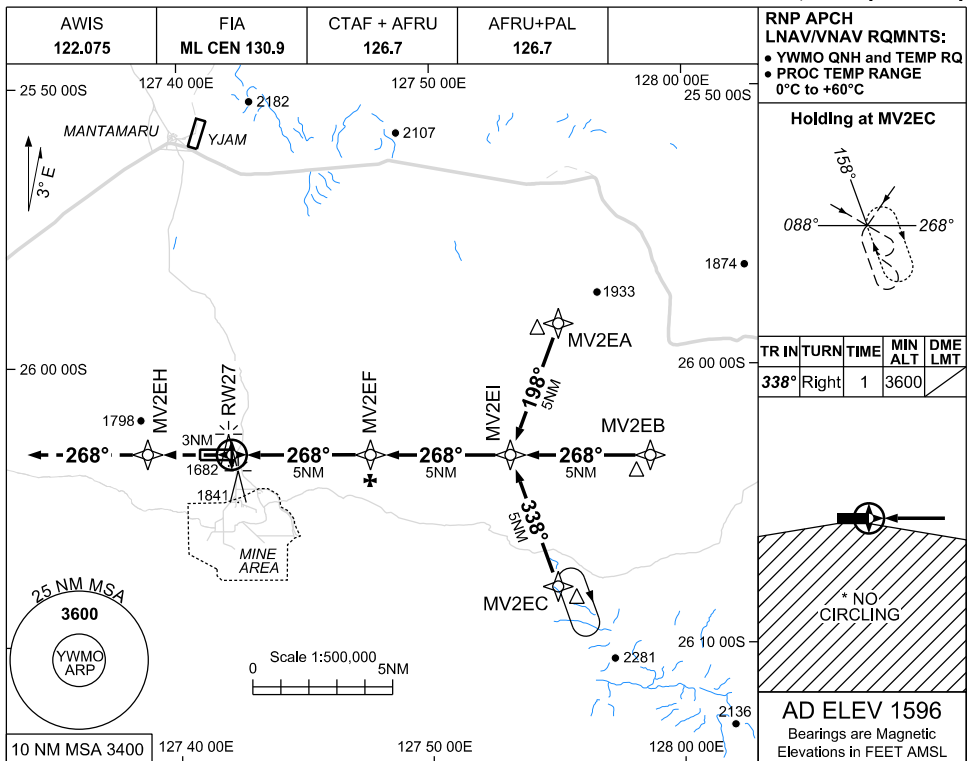 AWIS
122.075
FIA
ML CEN 130.9
CTAF + AFRU
126.7
AFRU+PAL
126.7
RNP APCH
LNAV/VNAV RQMNTS:
• YWMO QNH and TEMP RQ
• PROC TEMP RANGE
0°C to +60°C
127 40 00E
127 50 00E
128 00 00E
25 50 00S
25 50 00S
2182
2107
MANTAMARU
YJAM
3° E
Holding at MV2EC
158°
088°
268°
1874
1933
MV2EA
TR IN
TURN
TIME
MIN
ALT
DME
LMT
338°
Right
1
3600
26 00 00S
26 00 00S
198°
5NM
MV2EH
RW27
MV2EF
MV2EI
MV2EB
1798
3NM
268°
268°
5NM
268°
5NM
268°
5NM
1682
1841
338°
5NM
MINE
AREA
MV2EC
* NO
CIRCLING
25 NM MSA
3600
YWMO
ARP
Scale 1:500,000
0
5NM
26 10 00S
2281
2136
10 NM MSA 3400
127 40 00E
127 50 00E
128 00 00E
AD ELEV 1596
Bearings are Magnetic
Elevations in FEET AMSL